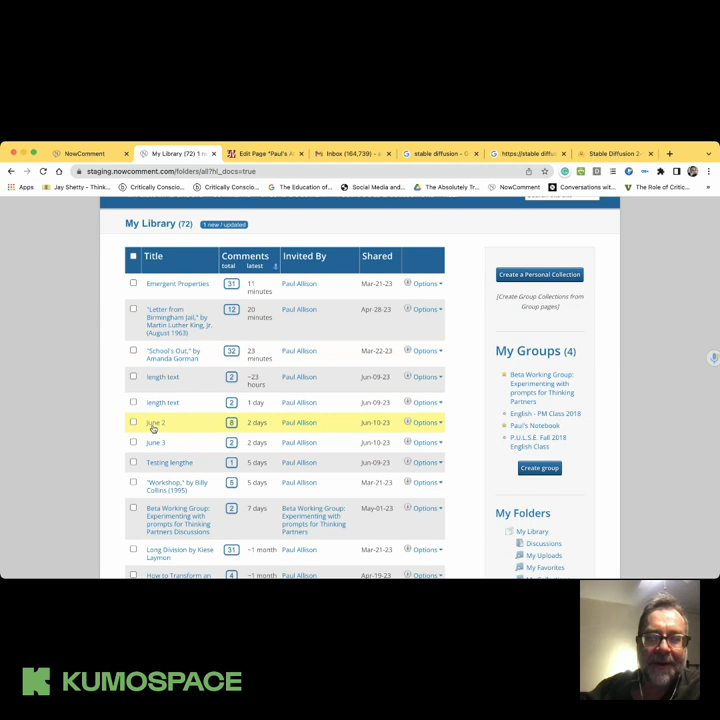 NowComment
My Library (72) 1 n
Edit Page "Paul's A
Inbox (164,739) - a
stable diffusion - G
https://stable diffu
Stable Diffusion 2-
staging.nowcomment.com/folders/all?hl_docs=true
Apps
Jay Shetty - Think...
Critically Conscio...
Critically Conscio...
The Education of...
Social Media and...
The Absolutely Tr...
NowComment
Conversations wit...
The Role of Critic...
My Library (72)
1 new / updated
Title
Comments
total latest
Invited By
Shared
Emergent Properties 31 11 minutes Paul Allison Mar-21-23 Options
"Letter from
Birmingham Jail," by
Martin Luther King, Jr.
(August 1963)
12 20 minutes Paul Allison Apr-28-23 Options
"School's Out," by
Amanda Gorman
32 23 minutes Paul Allison Mar-22-23 Options
length text 2 ~23 hours Paul Allison Jun-09-23 Options
length text 2 1 day Paul Allison Jun-09-23 Options
June 2 8 2 days Paul Allison Jun-10-23 Options
June 3 2 2 days Paul Allison Jun-10-23 Options
Testing lengthe 1 5 days Paul Allison Jun-09-23 Options
"Workshop," by Billy
Collins (1995)
5 5 days Paul Allison Mar-21-23 Options
Beta Working Group:
Experimenting with
prompts for Thinking
Partners Discussions
2 7 days
Beta Working Group:
Experimenting with
prompts for Thinking
Partners
May-01-23 Options
Long Division by Kiese
Laymon
31 ~1 month Paul Allison Mar-21-23 Options
How to Transform an 4 ~1 month Paul Allison Apr-19-23 Options
Create a Personal Collection
[Create Group Collections from
Group pages]
My Groups (4)
Beta Working Group:
Experimenting with
prompts for Thinking
Partners
English - PM Class 2018
Paul's Notebook
P.U.L.S.E. Fall 2018
English Class
Create group
My Folders
My Library
Discussions
My Uploads
My Favorites
KUMOSPACE